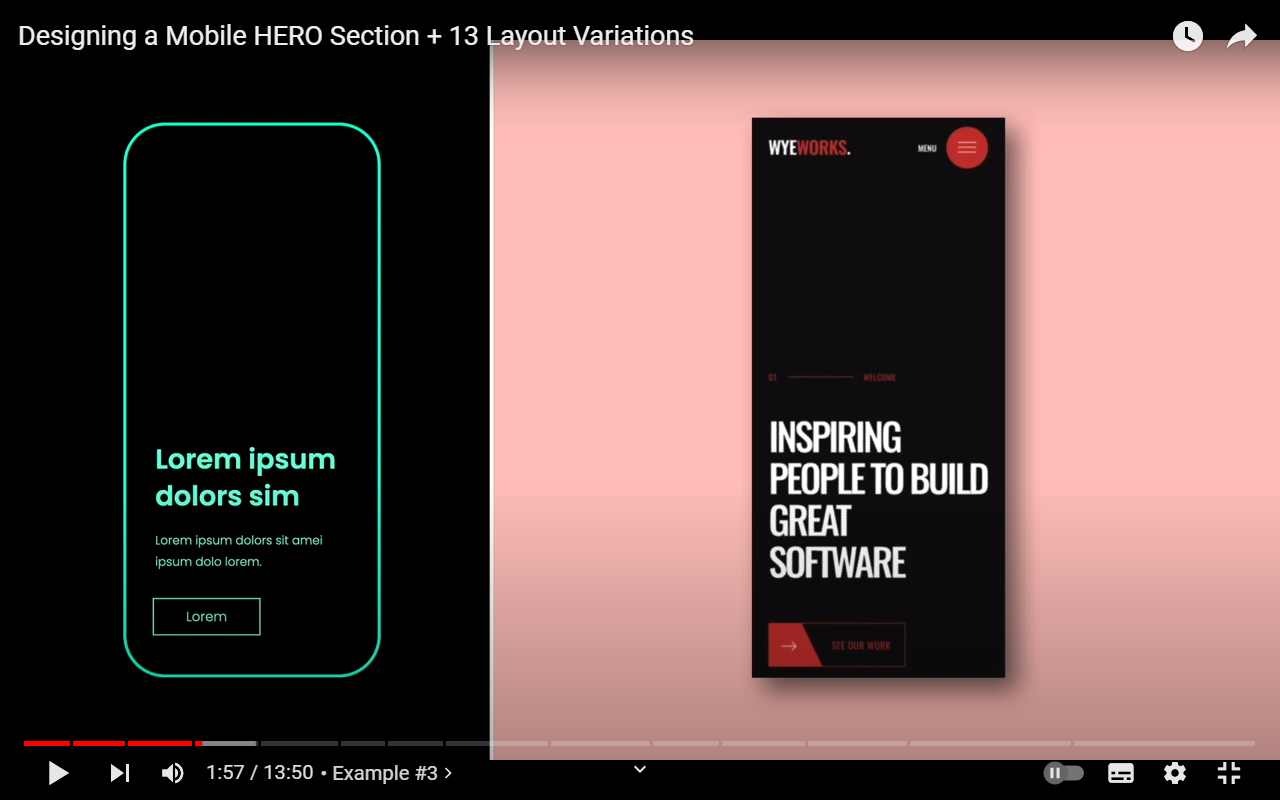 Designing a Mobile HERO Section + 13 Layout Variations
Lorem ipsum
dolors sim
Lorem ipsum dolors sit amei
ipsum dolo lorem.
Lorem
WYEWORKS.
MENU
01
WELCOME
INSPIRING
PEOPLE TO BUILD
GREAT
SOFTWARE
SEE OUR WORK
1:57 / 13:50 • Example #3